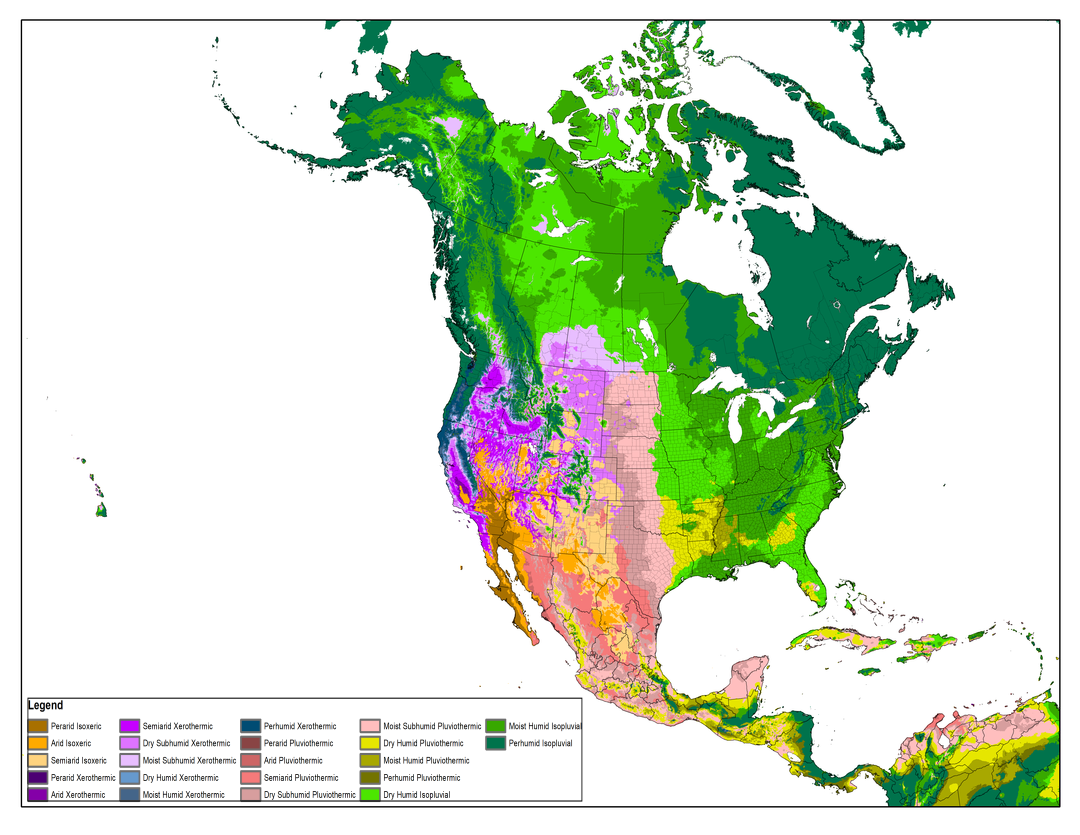 Legend
Perarid Isoxeric
Arid Isoxeric
Semiarid Isoxeric
Perarid Xerothermic
Arid Xerothermic
Semiarid Xerothermic
Dry Subhumid Xerothermic
Moist Subhumid Xerothermic
Dry Humid Xerothermic
Moist Humid Xerothermic
Perhumid Xerothermic
Perarid Pluviothermic
Arid Pluviothermic
Semiarid Pluviothermic
Dry Subhumid Pluviothermic
Moist Subhumid Pluviothermic
Dry Humid Pluviothermic
Moist Humid Pluviothermic
Perhumid Pluviothermic
Dry Humid Isopluvial
Moist Humid Isopluvial
Perhumid Isopluvial